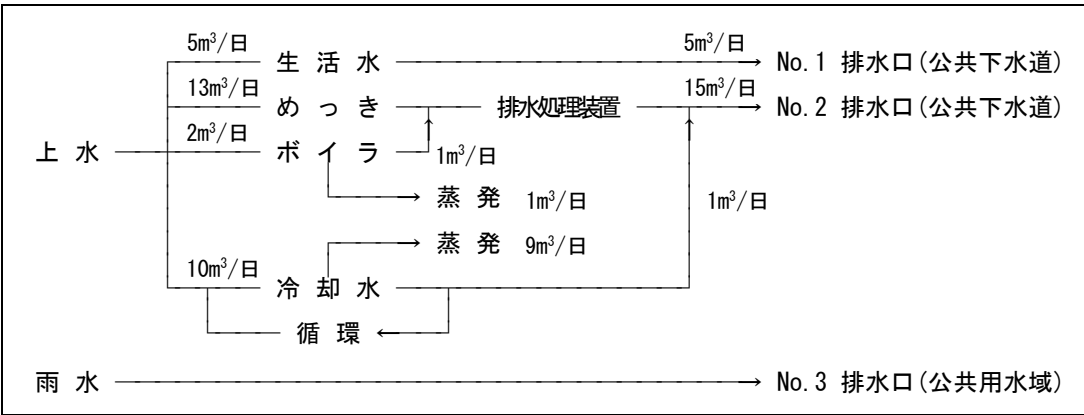 5m³/日 5m³/日
生活水 No.1 排水口(公共下水道)
13m³/日 15m³/日
めっき 排水処理装置 No.2 排水口(公共下水道)
2m³/日
上水 ボイラ 1m³/日
蒸発 1m³/日 1m³/日
蒸発 9m³/日
10m³/日
冷却水
循環
雨水 No.3 排水口(公共用水域)